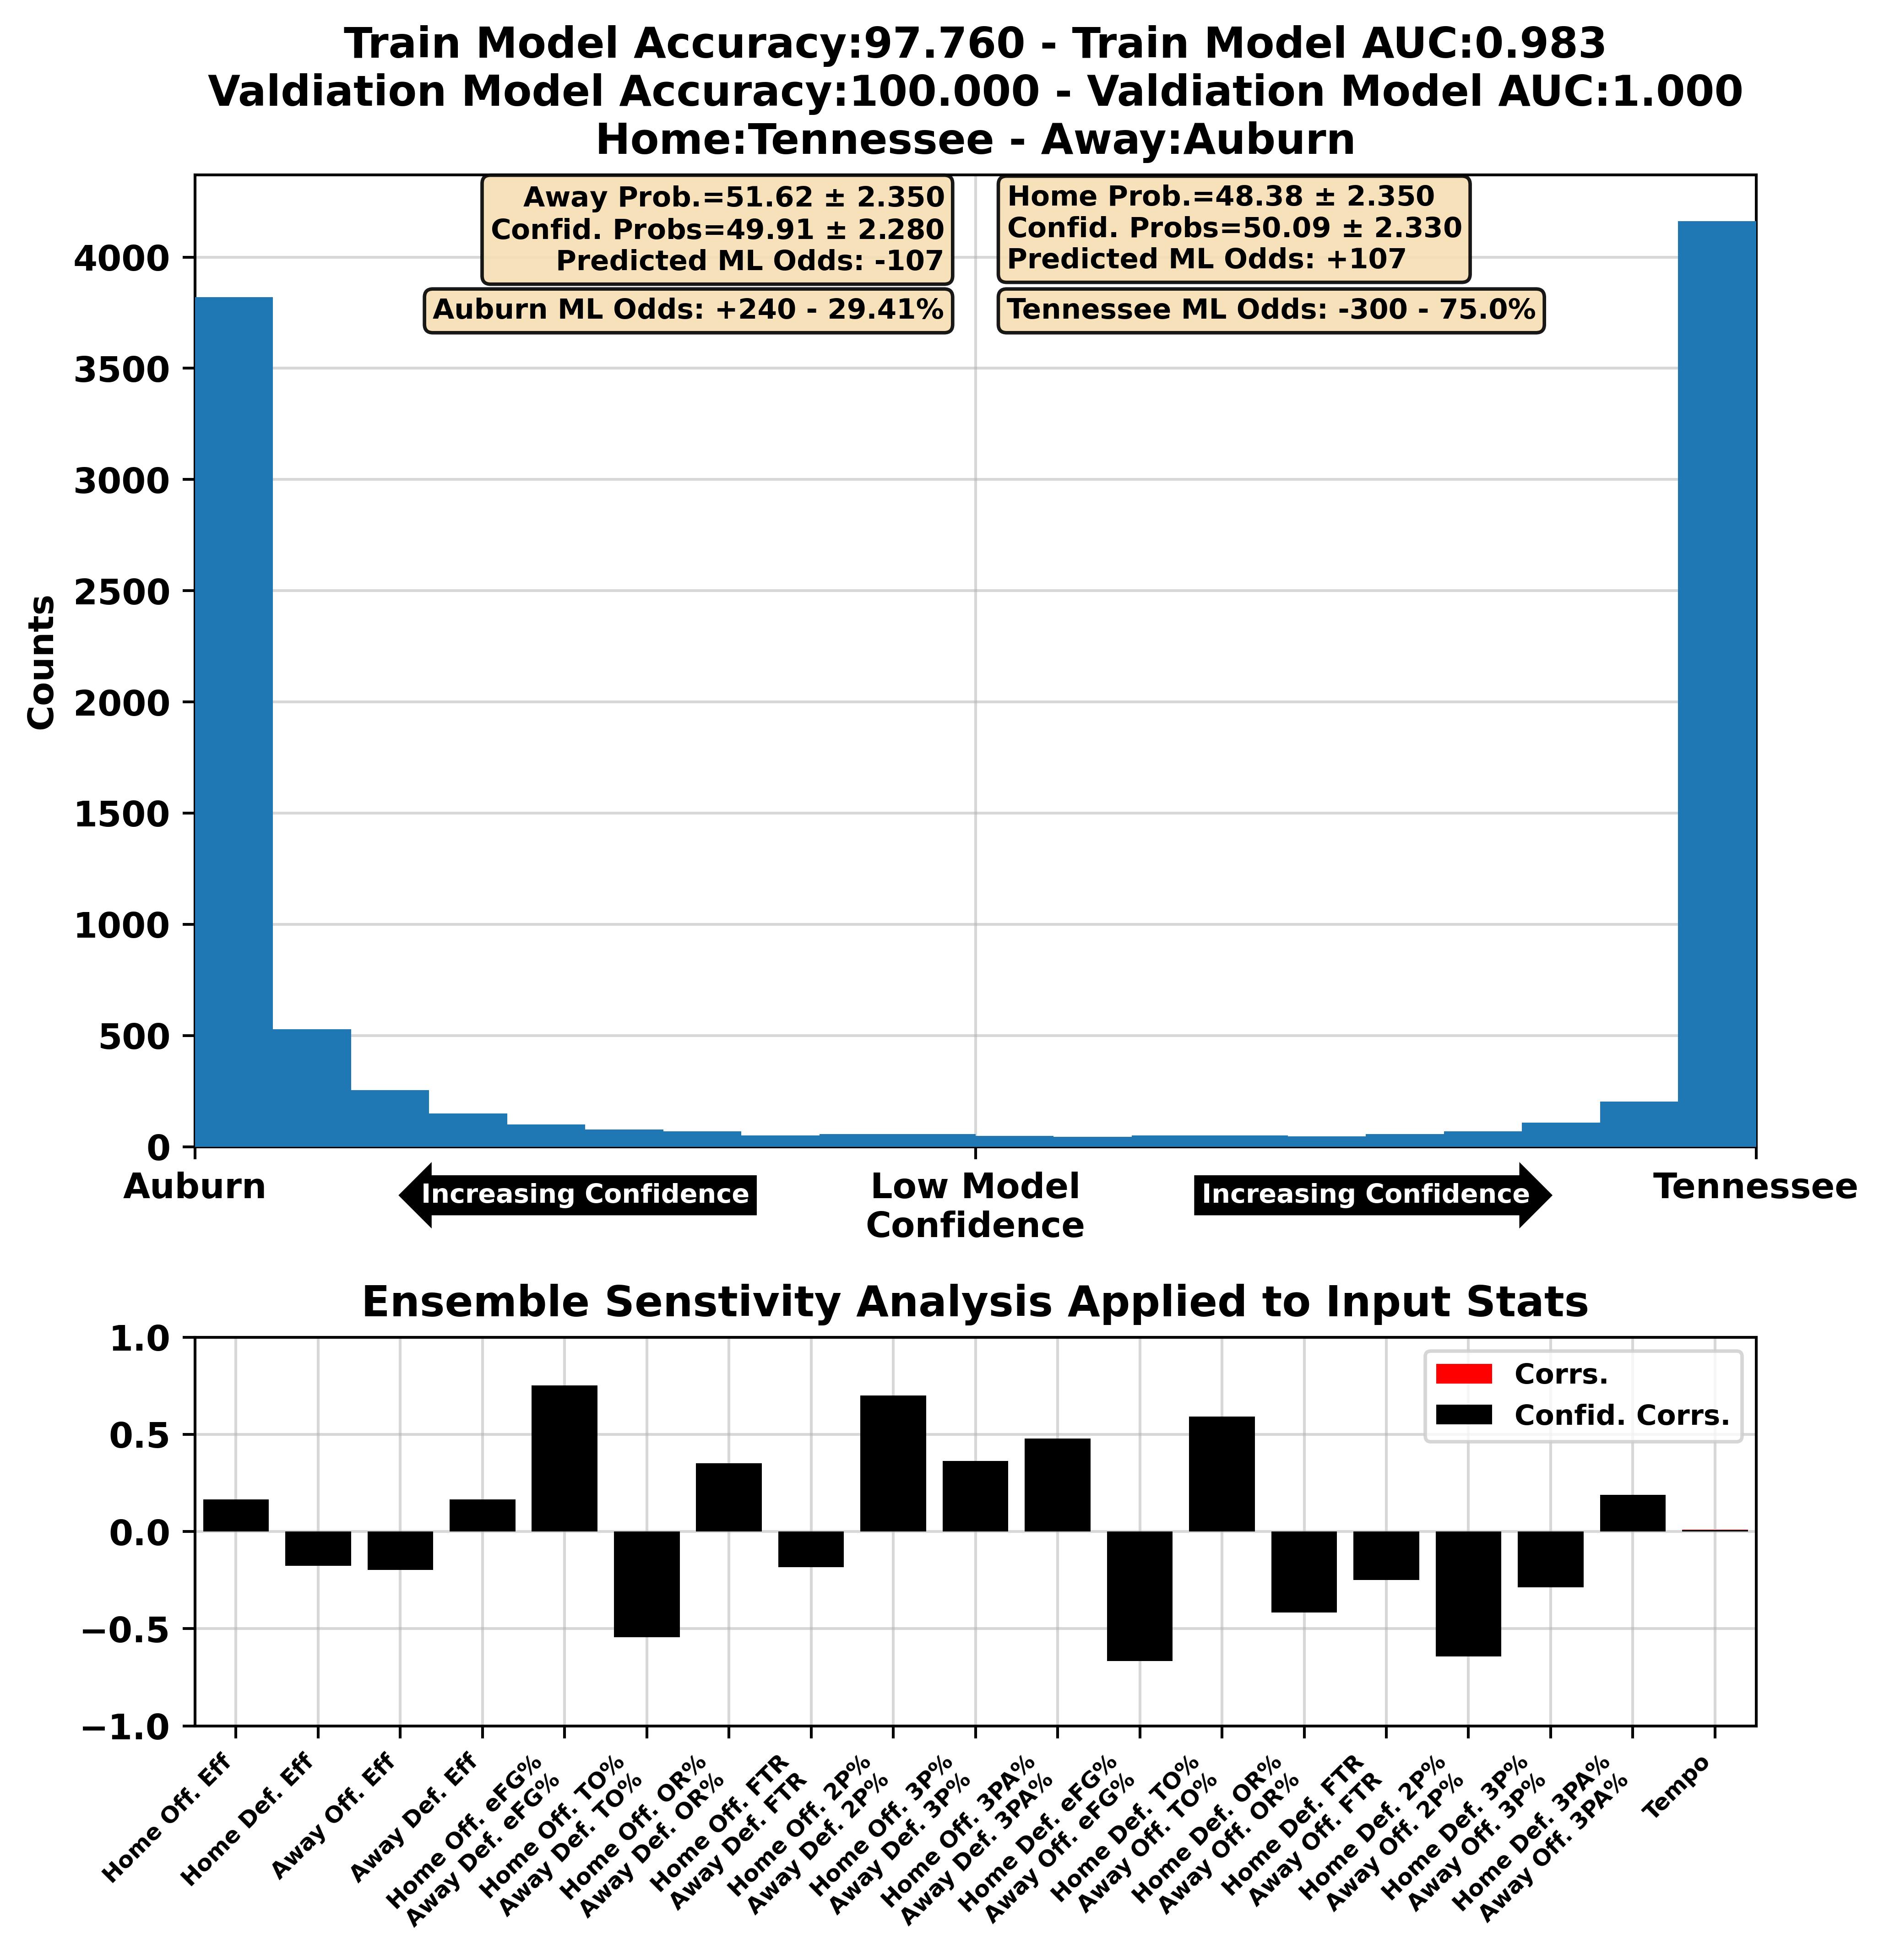 Train Model Accuracy:97.760 - Train Model AUC:0.983
Valdiation Model Accuracy:100.000 - Valdiation Model AUC:1.000
Home:Tennessee - Away:Auburn
Away Prob.=51.62 ± 2.350
Confid. Probs=49.91 ± 2.280
Predicted ML Odds: -107
Home Prob.=48.38 ± 2.350
Confid. Probs=50.09 ± 2.330
Predicted ML Odds: +107
Auburn ML Odds: +240 - 29.41%
Tennessee ML Odds: -300 - 75.0%
Counts
4000
3500
3000
2500
2000
1500
1000
500
0
Auburn
Increasing Confidence
Low Model
Confidence
Increasing Confidence
Tennessee
Ensemble Senstivity Analysis Applied to Input Stats
1.0
0.5
0.0
−0.5
−1.0
Corrs.
Confid. Corrs.
Home Off. Eff
Home Def. Eff
Away Off. Eff
Away Def. Eff
Home Off. eFG%
Away Def. eFG%
Home Off. TO%
Away Def. TO%
Home Off. OR%
Away Def. OR%
Home Off. FTR
Away Def. FTR
Home Off. 2P%
Away Def. 2P%
Home Off. 3P%
Away Def. 3P%
Home Off. 3PA%
Away Def. 3PA%
Home Def. eFG%
Away Off. eFG%
Home Def. TO%
Away Off. TO%
Home Def. OR%
Away Off. OR%
Home Def. FTR
Away Off. FTR
Home Def. 2P%
Away Off. 2P%
Home Def. 3P%
Away Off. 3P%
Home Def. 3PA%
Away Off. 3PA%
Tempo